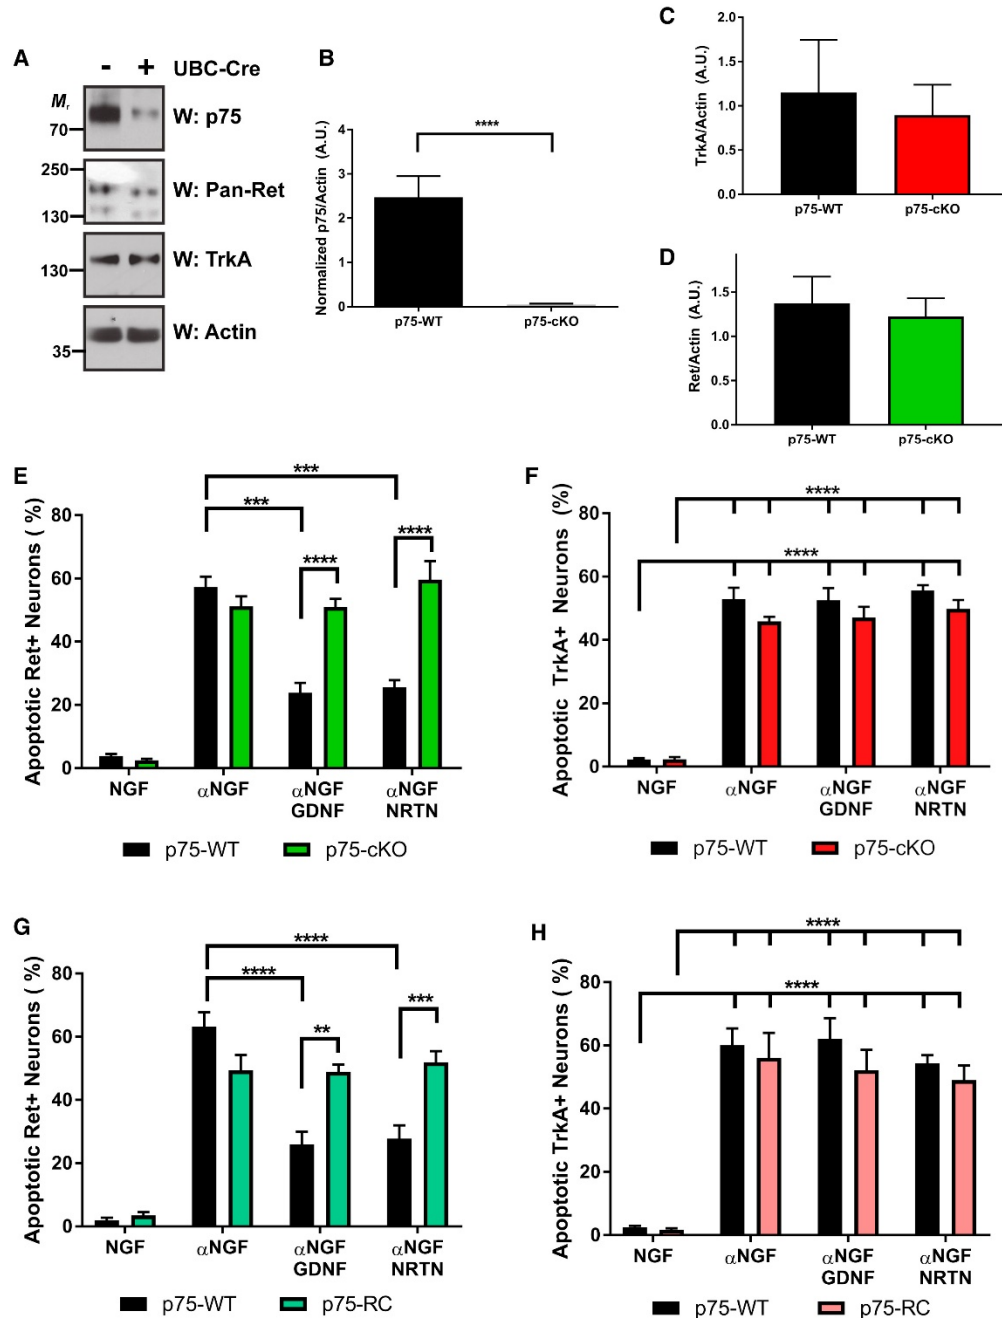 A
- + UBC-Cre
Mr
70
W: p75
250
W: Pan-Ret
130
W: TrkA
130
W: Actin
35
B
****
Normalized p75/Actin (A.U.)
4
3
2
1
0
p75-WT p75-cKO
C
TrkA/Actin (A.U.)
2.0
1.5
1.0
0.5
0.0
p75-WT p75-cKO
D
Ret/Actin (A.U.)
1.5
1.0
0.5
0.0
p75-WT p75-cKO
E
***
***
****
****
Apoptotic Ret+ Neurons ( %)
80
60
40
20
0
NGF αNGF αNGF αNGF
GDNF NRTN
p75-WT p75-cKO
F
****
****
Apoptotic TrkA+ Neurons (%)
80
60
40
20
0
NGF αNGF αNGF αNGF
GDNF NRTN
p75-WT p75-cKO
G
****
****
**
***
Apoptotic Ret+ Neurons ( %)
80
60
40
20
0
NGF αNGF αNGF αNGF
GDNF NRTN
p75-WT p75-RC
H
****
****
Apoptotic TrkA+ Neurons ( %)
80
60
40
20
0
NGF αNGF αNGF αNGF
GDNF NRTN
p75-WT p75-RC